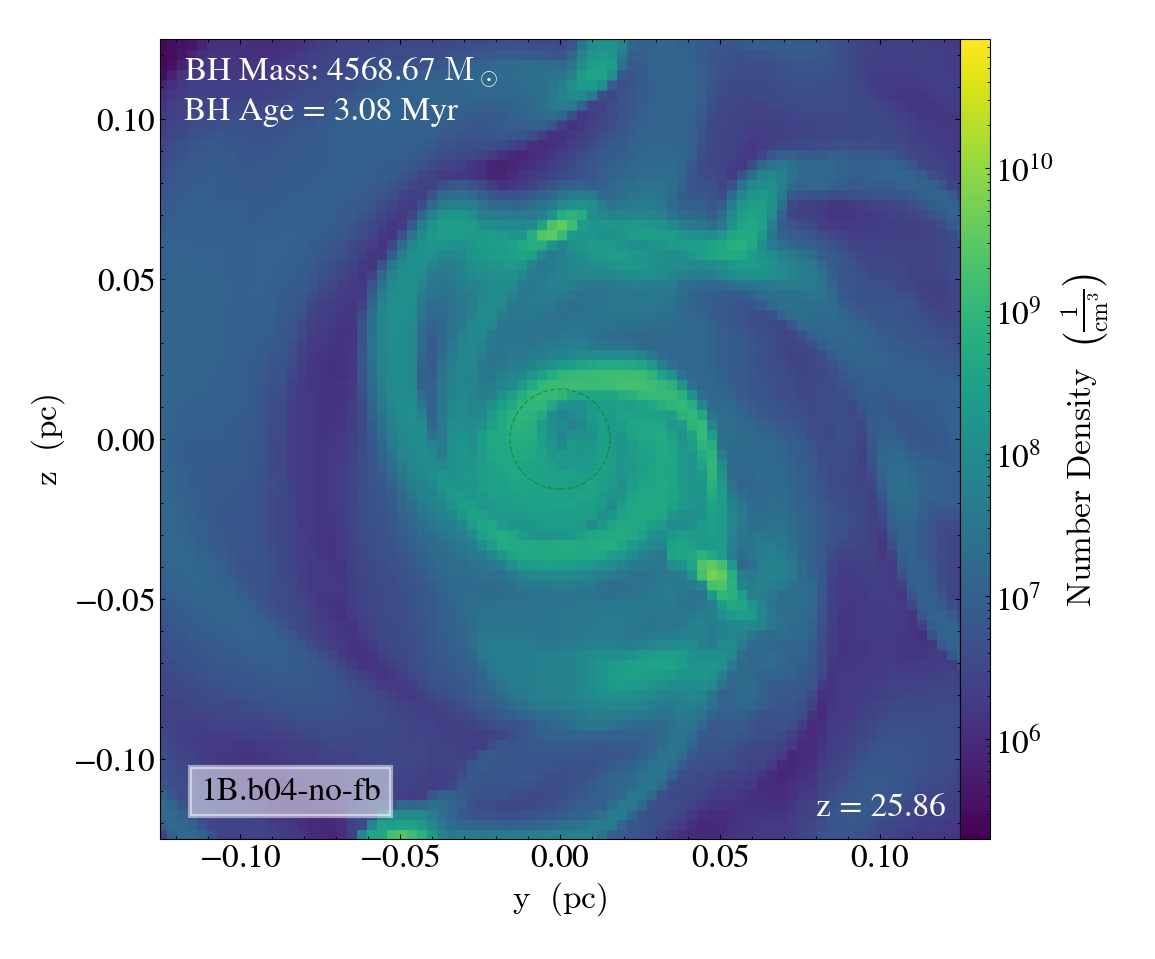 BH Mass: 4568.67 M⊙
BH Age = 3.08 Myr
1B.b04-no-fb
z = 25.86
0.10
0.05
0.00
−0.05
−0.10
z (pc)
−0.10
−0.05
0.00
0.05
0.10
y (pc)
10^10
10^9
10^8
10^7
10^6
Number Density (1/cm^3)